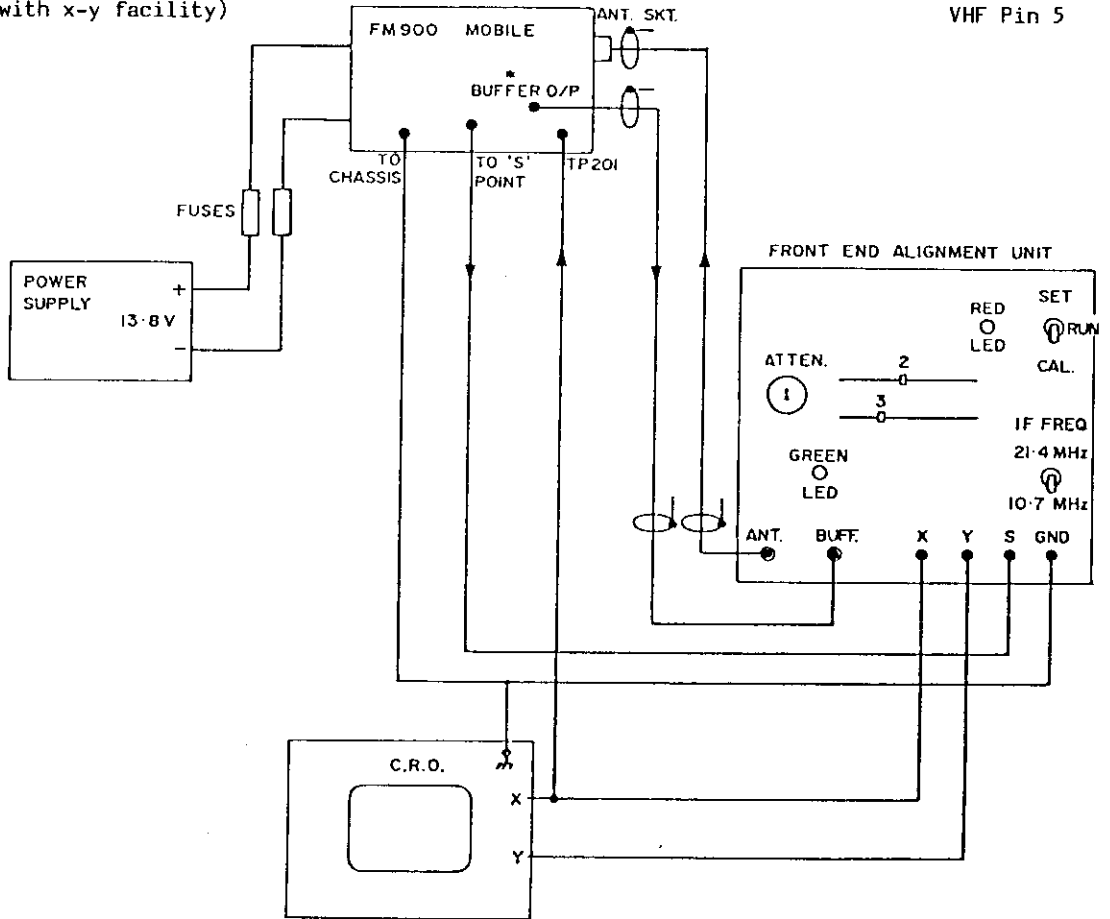 with x-y facility)
VHF Pin 5
ANT. SKT.
FM900 MOBILE
*
BUFFER O/P
TO CHASSIS
TO 'S' POINT
TP201
FUSES
POWER SUPPLY
+
13·8V
−
FRONT END ALIGNMENT UNIT
SET
RED LED
RUN
CAL.
ATTEN.
1
2
3
IF FREQ
21·4 MHz
GREEN LED
10·7 MHz
ANT.
BUFF.
X
Y
S
GND
C.R.O.
X
Y